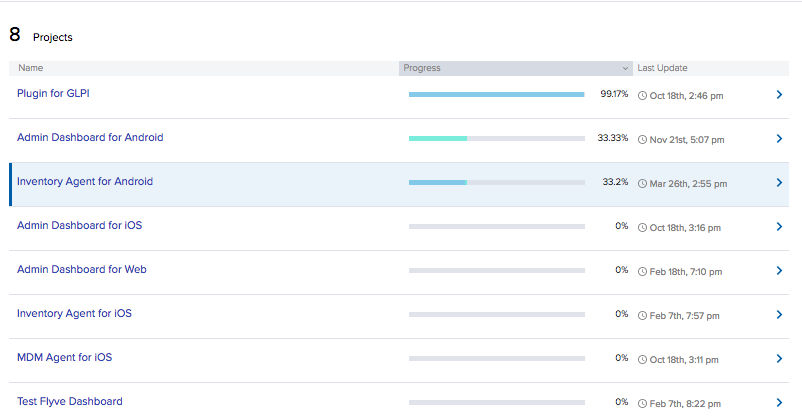 8 Projects
Name Progress Last Update
Plugin for GLPI 99.17% Oct 18th, 2:46 pm
Admin Dashboard for Android 33.33% Nov 21st, 5:07 pm
Inventory Agent for Android 33.2% Mar 26th, 2:55 pm
Admin Dashboard for iOS 0% Oct 18th, 3:16 pm
Admin Dashboard for Web 0% Feb 18th, 7:10 pm
Inventory Agent for iOS 0% Feb 7th, 7:57 pm
MDM Agent for iOS 0% Oct 18th, 3:11 pm
Test Flyve Dashboard 0% Feb 7th, 8:22 pm